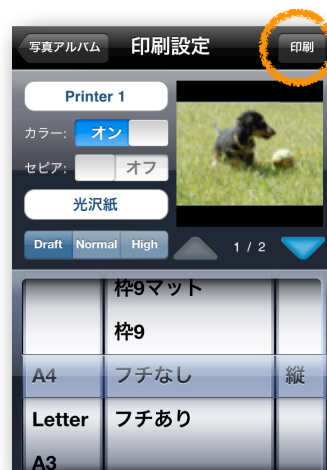 写真アルバム 印刷設定 印刷
Printer 1
カラー: オン
セピア: オフ
光沢紙
Draft Normal High 1 / 2
枠9マット
枠9
A4 フチなし 縦
Letter フチあり
A3